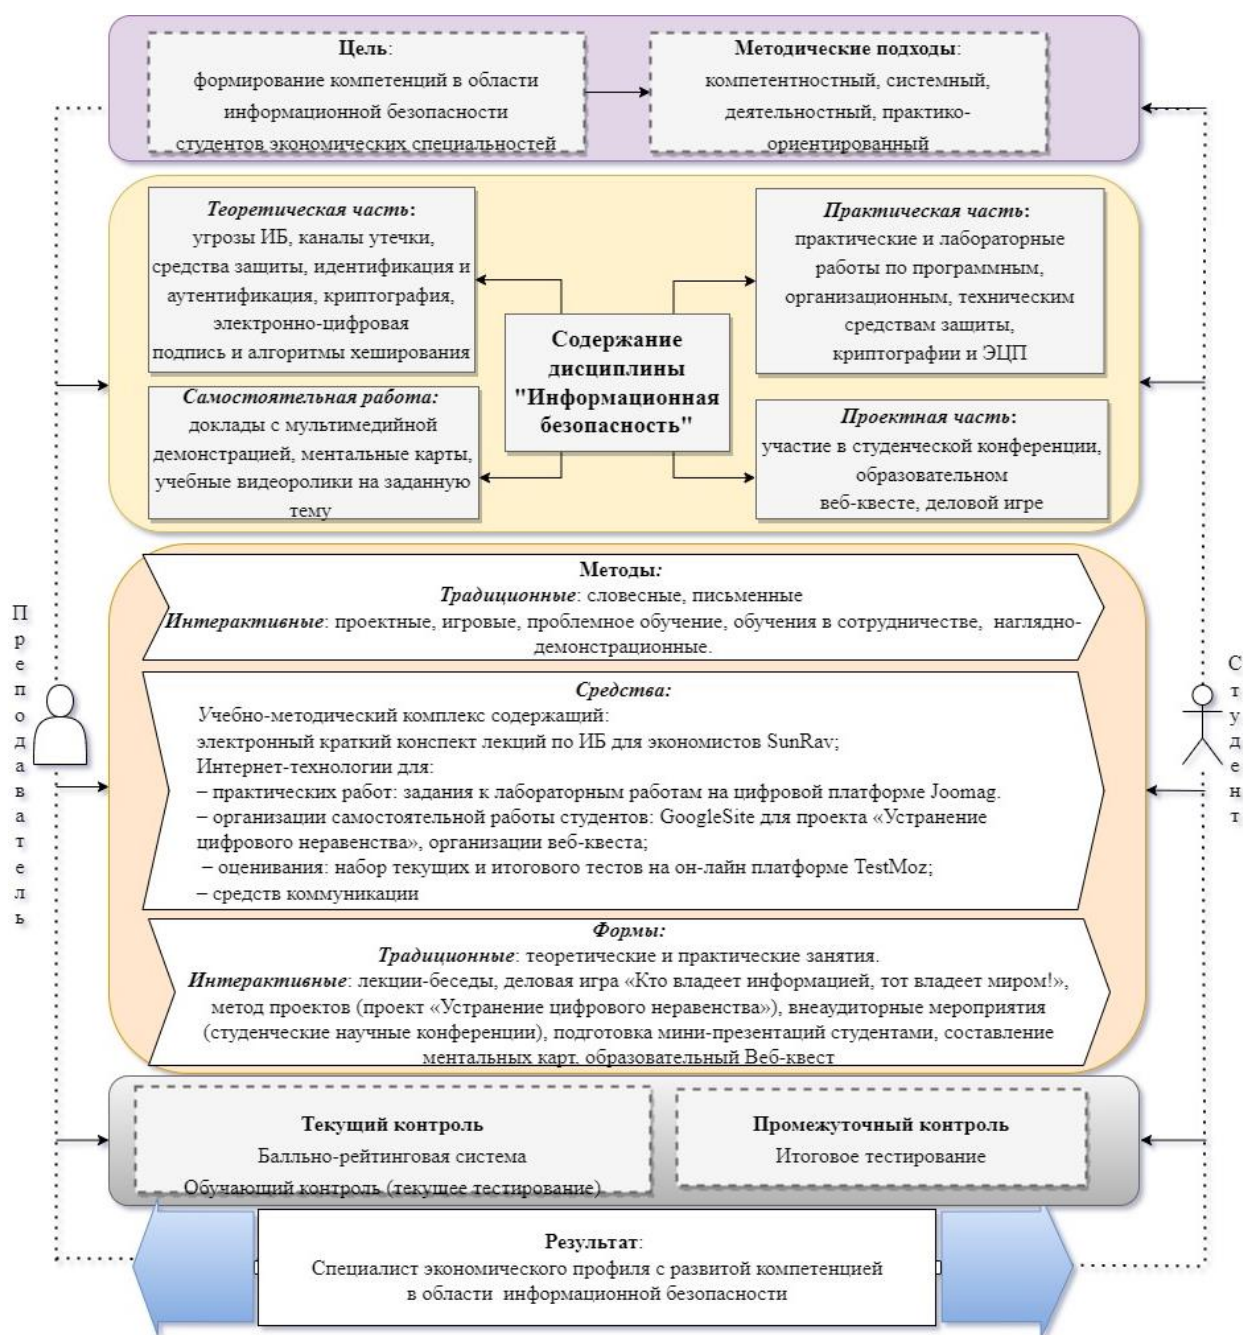 Цель:
формирование компетенций в области
информационной безопасности
студентов экономических специальностей
Методические подходы:
компетентностный, системный,
деятельностный, практико-
ориентированный
Теоретическая часть:
угрозы ИБ, каналы утечки,
средства защиты, идентификация и
аутентификация, криптография,
электронно-цифровая
подпись и алгоритмы хеширования
Практическая часть:
практические и лабораторные
работы по программным,
организационным, техническим
средствам защиты,
криптографии и ЭЦП
Содержание
дисциплины
"Информационная
безопасность"
Самостоятельная работа:
доклады с мультимедийной
демонстрацией, ментальные карты,
учебные видеоролики на заданную
тему
Проектная часть:
участие в студенческой конференции,
образовательном
веб-квесте, деловой игре
Методы:
Традиционные: словесные, письменные
Интерактивные: проектные, игровые, проблемное обучение, обучения в сотрудничестве, наглядно-
демонстрационные.
Преподаватель
Студент
Средства:
Учебно-методический комплекс содержащий:
электронный краткий конспект лекций по ИБ для экономистов SunRav;
Интернет-технологии для:
– практических работ: задания к лабораторным работам на цифровой платформе Joomag.
– организации самостоятельной работы студентов: GoogleSite для проекта «Устранение
цифрового неравенства», организации веб-квеста;
– оценивания: набор текущих и итогового тестов на он-лайн платформе TestMoz;
– средств коммуникации
Формы:
Традиционные: теоретические и практические занятия.
Интерактивные: лекции-беседы, деловая игра «Кто владеет информацией, тот владеет миром!»,
метод проектов (проект «Устранение цифрового неравенства»), внеаудиторные мероприятия
(студенческие научные конференции), подготовка мини-презентаций студентами, составление
ментальных карт, образовательный Веб-квест
Текущий контроль
Балльно-рейтинговая система
Обучающий контроль (текущее тестирование)
Промежуточный контроль
Итоговое тестирование
Результат:
Специалист экономического профиля с развитой компетенцией
в области информационной безопасности